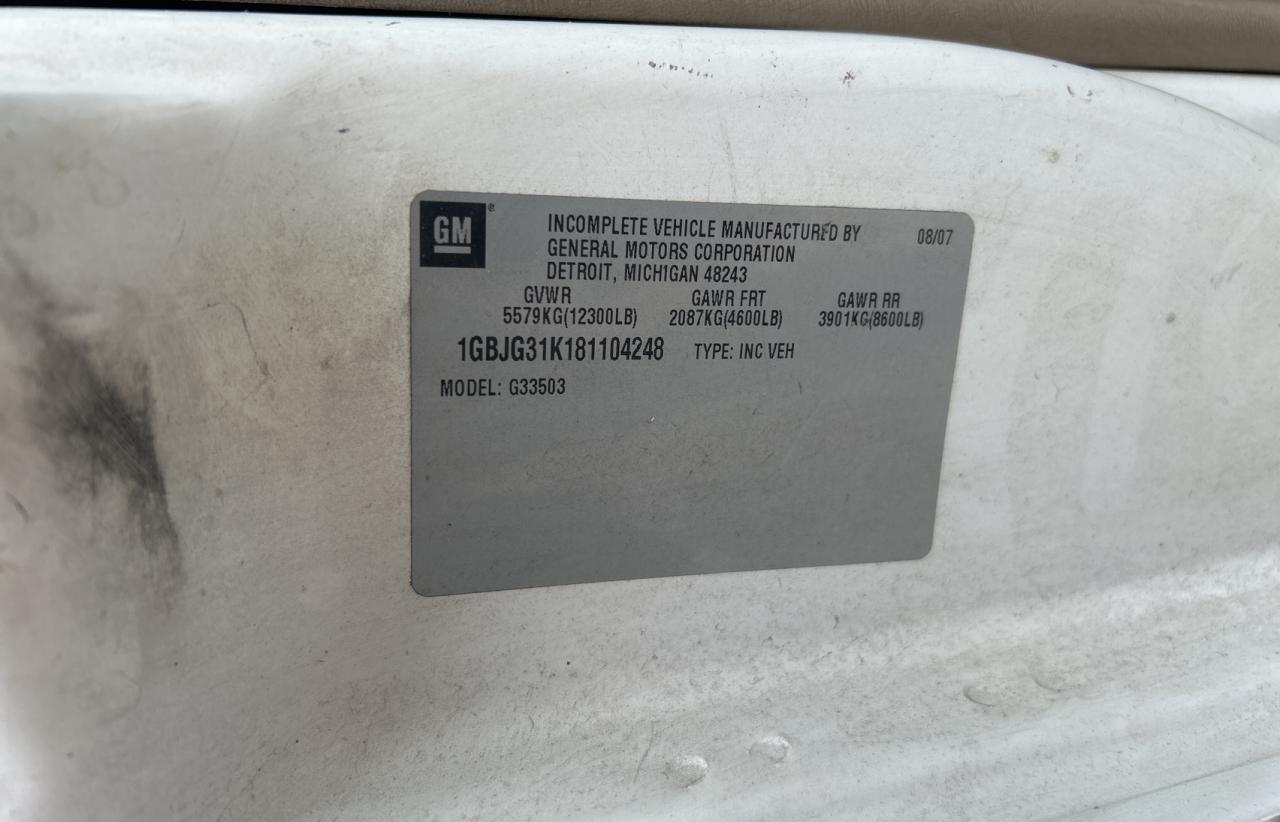 GM®
INCOMPLETE VEHICLE MANUFACTURED BY 08/07
GENERAL MOTORS CORPORATION
DETROIT, MICHIGAN 48243
GVWR GAWR FRT GAWR RR
5579KG(12300LB) 2087KG(4600LB) 3901KG(8600LB)
1GBJG31K181104248 TYPE: INC VEH
MODEL: G33503